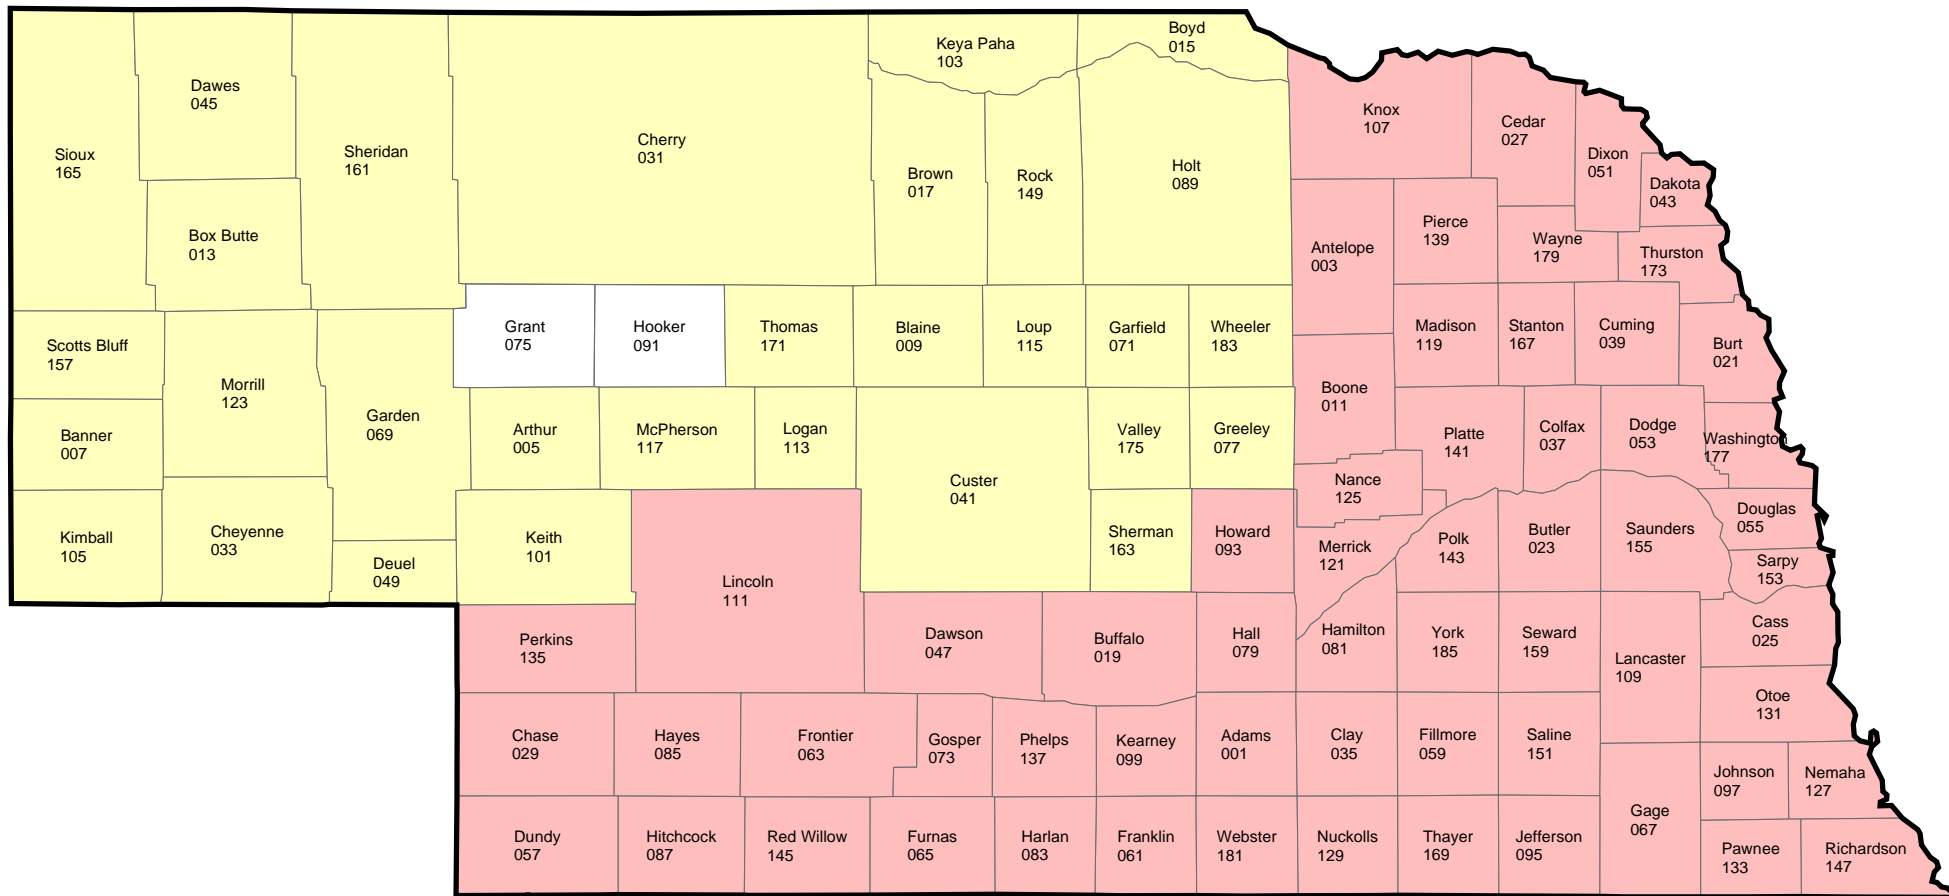 Boyd
015
Keya Paha
103
Dawes
045
Knox
107
Cedar
027
Cherry
031
Sioux
165
Sheridan
161
Dixon
051
Holt
089
Brown
017
Rock
149
Dakota
043
Box Butte
013
Pierce
139
Antelope
003
Wayne
179
Thurston
173
Grant
075
Hooker
091
Thomas
171
Blaine
009
Loup
115
Garfield
071
Wheeler
183
Madison
119
Stanton
167
Cuming
039
Scotts Bluff
157
Burt
021
Morrill
123
Boone
011
Garden
069
Banner
007
Arthur
005
McPherson
117
Logan
113
Valley
175
Greeley
077
Platte
141
Colfax
037
Dodge
053
Washington
177
Custer
041
Nance
125
Douglas
055
Kimball
105
Cheyenne
033
Keith
101
Sherman
163
Howard
093
Merrick
121
Polk
143
Butler
023
Saunders
155
Deuel
049
Sarpy
153
Lincoln
111
Perkins
135
Dawson
047
Buffalo
019
Hall
079
Hamilton
081
York
185
Seward
159
Cass
025
Lancaster
109
Otoe
131
Chase
029
Hayes
085
Frontier
063
Gosper
073
Phelps
137
Kearney
099
Adams
001
Clay
035
Fillmore
059
Saline
151
Johnson
097
Nemaha
127
Gage
067
Dundy
057
Hitchcock
087
Red Willow
145
Furnas
065
Harlan
083
Franklin
061
Webster
181
Nuckolls
129
Thayer
169
Jefferson
095
Pawnee
133
Richardson
147